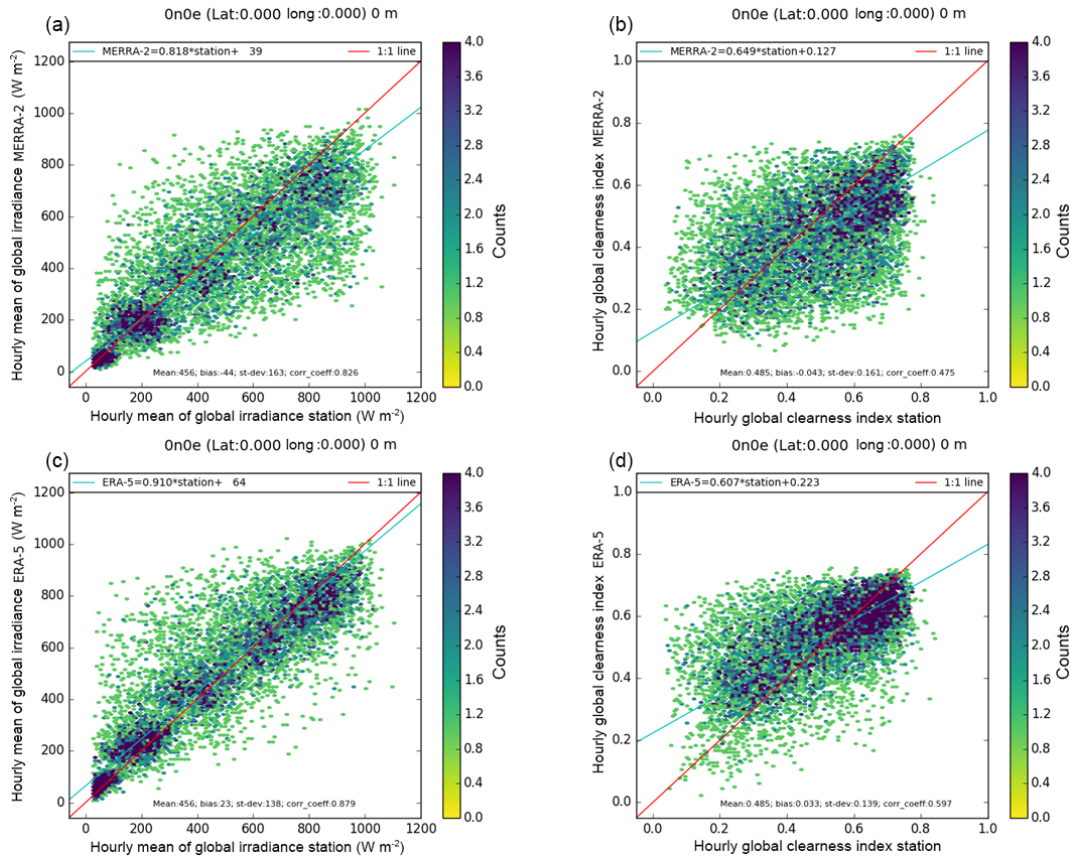 (a)
0n0e (Lat:0.000 long:0.000) 0 m
MERRA-2=0.818*station+ 39
1:1 line
Hourly mean of global irradiance MERRA-2 (W m-2)
1200
1000
800
600
400
200
0
0 200 400 600 800 1000 1200
Mean:456; bias:-44; st-dev:163; corr_coeff:0.826
Hourly mean of global irradiance station (W m-2)
4.0
3.6
3.2
2.8
2.4
2.0
1.6
1.2
0.8
0.4
0.0
Counts
(b)
0n0e (Lat:0.000 long:0.000) 0 m
MERRA-2=0.649*station+0.127
1:1 line
Hourly global clearness index MERRA-2
1.0
0.8
0.6
0.4
0.2
0.0
0.0 0.2 0.4 0.6 0.8 1.0
Mean:0.485; bias:-0.043; st-dev:0.161; corr_coeff:0.475
Hourly global clearness index station
4.0
3.6
3.2
2.8
2.4
2.0
1.6
1.2
0.8
0.4
0.0
Counts
(c)
0n0e (Lat:0.000 long:0.000) 0 m
ERA-5=0.910*station+ 64
1:1 line
Hourly mean of global irradiance ERA-5 (W m-2)
1200
1000
800
600
400
200
0
0 200 400 600 800 1000 1200
Mean:456; bias:23; st-dev:138; corr_coeff:0.879
Hourly mean of global irradiance station (W m-2)
4.0
3.6
3.2
2.8
2.4
2.0
1.6
1.2
0.8
0.4
0.0
Counts
(d)
0n0e (Lat:0.000 long:0.000) 0 m
ERA-5=0.607*station+0.223
1:1 line
Hourly global clearness index ERA-5
1.0
0.8
0.6
0.4
0.2
0.0
0.0 0.2 0.4 0.6 0.8 1.0
Mean:0.485; bias:0.033; st-dev:0.139; corr_coeff:0.597
Hourly global clearness index station
4.0
3.6
3.2
2.8
2.4
2.0
1.6
1.2
0.8
0.4
0.0
Counts